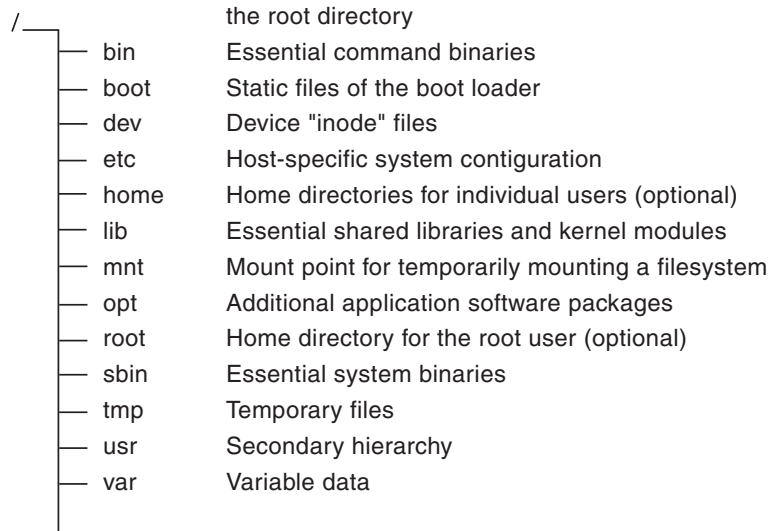 / the root directory
bin Essential command binaries
boot Static files of the boot loader
dev Device "inode" files
etc Host-specific system contiguration
home Home directories for individual users (optional)
lib Essential shared libraries and kernel modules
mnt Mount point for temporarily mounting a filesystem
opt Additional application software packages
root Home directory for the root user (optional)
sbin Essential system binaries
tmp Temporary files
usr Secondary hierarchy
var Variable data